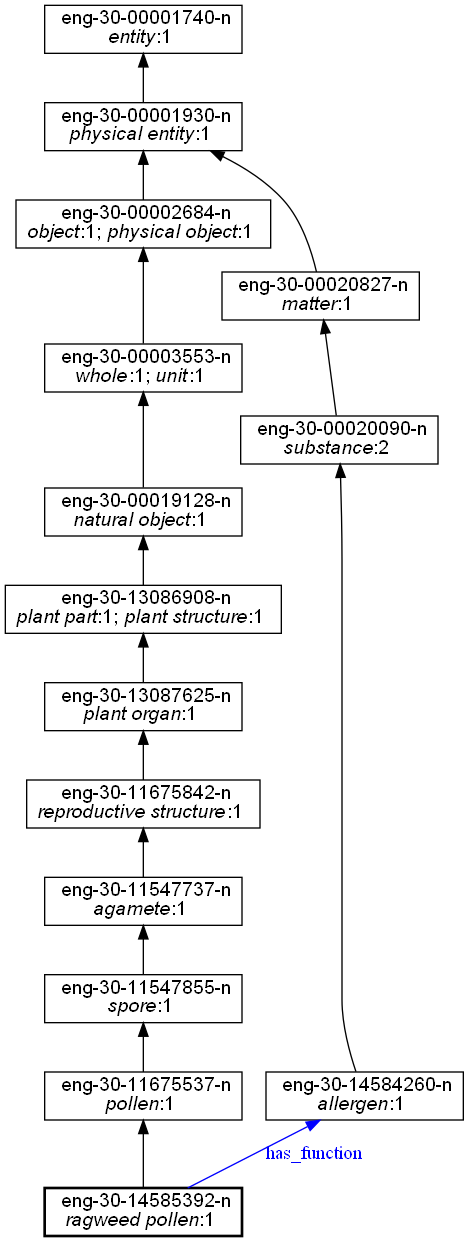 eng-30-00001740-n
entity:1
eng-30-00001930-n
physical entity:1
eng-30-00002684-n
object:1; physical object:1
eng-30-00020827-n
matter:1
eng-30-00003553-n
whole:1; unit:1
eng-30-00020090-n
substance:2
eng-30-00019128-n
natural object:1
eng-30-13086908-n
plant part:1; plant structure:1
eng-30-13087625-n
plant organ:1
eng-30-11675842-n
reproductive structure:1
eng-30-11547737-n
agamete:1
eng-30-11547855-n
spore:1
eng-30-11675537-n
pollen:1
eng-30-14584260-n
allergen:1
has_function
eng-30-14585392-n
ragweed pollen:1